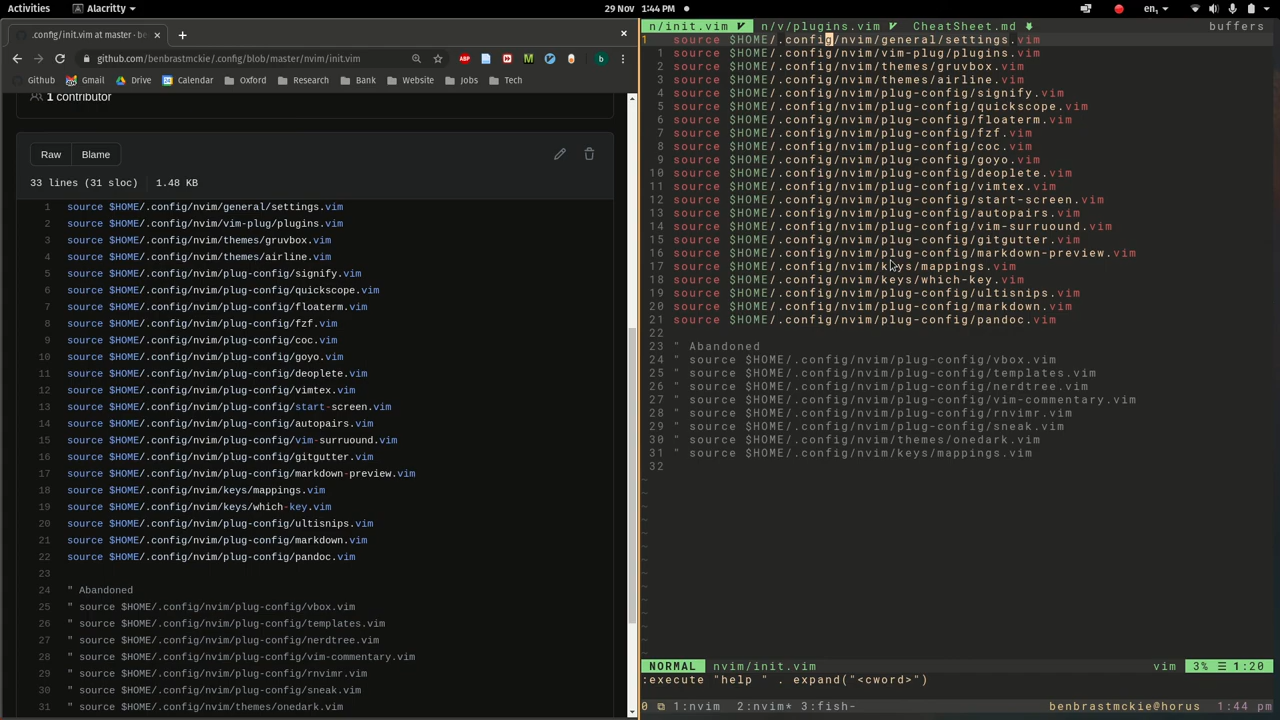 Activities Alacritty 29 Nov 1:44 PM en₁
.config/init.vim at master · b
github.com/benbrastmckie/.config/blob/master/nvim/init.vim
Github Gmail Drive Calendar Oxford Research Bank Website Jobs Tech
1 contributor
Raw Blame
33 lines (31 sloc) 1.48 KB
1 source $HOME/.config/nvim/general/settings.vim
2 source $HOME/.config/nvim/vim-plug/plugins.vim
3 source $HOME/.config/nvim/themes/gruvbox.vim
4 source $HOME/.config/nvim/themes/airline.vim
5 source $HOME/.config/nvim/plug-config/signify.vim
6 source $HOME/.config/nvim/plug-config/quickscope.vim
7 source $HOME/.config/nvim/plug-config/floaterm.vim
8 source $HOME/.config/nvim/plug-config/fzf.vim
9 source $HOME/.config/nvim/plug-config/coc.vim
10 source $HOME/.config/nvim/plug-config/goyo.vim
11 source $HOME/.config/nvim/plug-config/deoplete.vim
12 source $HOME/.config/nvim/plug-config/vimtex.vim
13 source $HOME/.config/nvim/plug-config/start-screen.vim
14 source $HOME/.config/nvim/plug-config/autopairs.vim
15 source $HOME/.config/nvim/plug-config/vim-surruound.vim
16 source $HOME/.config/nvim/plug-config/gitgutter.vim
17 source $HOME/.config/nvim/plug-config/markdown-preview.vim
18 source $HOME/.config/nvim/keys/mappings.vim
19 source $HOME/.config/nvim/keys/which-key.vim
20 source $HOME/.config/nvim/plug-config/ultisnips.vim
21 source $HOME/.config/nvim/plug-config/markdown.vim
22 source $HOME/.config/nvim/plug-config/pandoc.vim
23
24 " Abandoned
25 " source $HOME/.config/nvim/plug-config/vbox.vim
26 " source $HOME/.config/nvim/plug-config/templates.vim
27 " source $HOME/.config/nvim/plug-config/nerdtree.vim
28 " source $HOME/.config/nvim/plug-config/vim-commentary.vim
29 " source $HOME/.config/nvim/plug-config/rnvimr.vim
30 " source $HOME/.config/nvim/plug-config/sneak.vim
31 " source $HOME/.config/nvim/themes/onedark.vim
n/init.vim n/v/plugins.vim CheatSheet.md buffers
1 source $HOME/.config/nvim/general/settings.vim
1 source $HOME/.config/nvim/vim-plug/plugins.vim
2 source $HOME/.config/nvim/themes/gruvbox.vim
3 source $HOME/.config/nvim/themes/airline.vim
4 source $HOME/.config/nvim/plug-config/signify.vim
5 source $HOME/.config/nvim/plug-config/quickscope.vim
6 source $HOME/.config/nvim/plug-config/floaterm.vim
7 source $HOME/.config/nvim/plug-config/fzf.vim
8 source $HOME/.config/nvim/plug-config/coc.vim
9 source $HOME/.config/nvim/plug-config/goyo.vim
10 source $HOME/.config/nvim/plug-config/deoplete.vim
11 source $HOME/.config/nvim/plug-config/vimtex.vim
12 source $HOME/.config/nvim/plug-config/start-screen.vim
13 source $HOME/.config/nvim/plug-config/autopairs.vim
14 source $HOME/.config/nvim/plug-config/vim-surruound.vim
15 source $HOME/.config/nvim/plug-config/gitgutter.vim
16 source $HOME/.config/nvim/plug-config/markdown-preview.vim
17 source $HOME/.config/nvim/keys/mappings.vim
18 source $HOME/.config/nvim/keys/which-key.vim
19 source $HOME/.config/nvim/plug-config/ultisnips.vim
20 source $HOME/.config/nvim/plug-config/markdown.vim
21 source $HOME/.config/nvim/plug-config/pandoc.vim
22
23 " Abandoned
24 " source $HOME/.config/nvim/plug-config/vbox.vim
25 " source $HOME/.config/nvim/plug-config/templates.vim
26 " source $HOME/.config/nvim/plug-config/nerdtree.vim
27 " source $HOME/.config/nvim/plug-config/vim-commentary.vim
28 " source $HOME/.config/nvim/plug-config/rnvimr.vim
29 " source $HOME/.config/nvim/plug-config/sneak.vim
30 " source $HOME/.config/nvim/themes/onedark.vim
31 " source $HOME/.config/nvim/keys/mappings.vim
32
NORMAL nvim/init.vim vim 3% ☰ 1:20
:execute "help " . expand("<cword>")
0 1:nvim 2:nvim* 3:fish- benbrastmckie@horus 1:44 pm